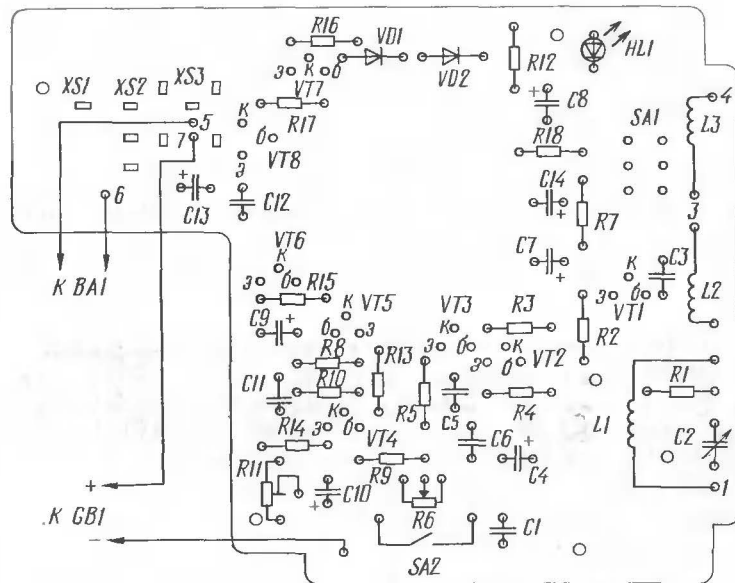 R16
VD1
VD2
R12
HL1
э к б
VT7
XS1 XS2 XS3
R17
+ C8
SA1
4
L3
5
7
к
б
э
VT8
R18
6
+
C13
C12
C14
+
R7
3
К BA1
VT6
к
э б
R15
C7
+
C3
к
э б
VT1
L2
C9 +
к
VT5
б э
VT3
к
э б
R3
к
э б
VT2
R2
R8
R13
C11
R10
R5
C5
R4
R1
L1
C2
к
э б
VT4
R14
C6
+
C4
R9
R11
C10
+
R6
1
+
К GB1
−
C1
SA2